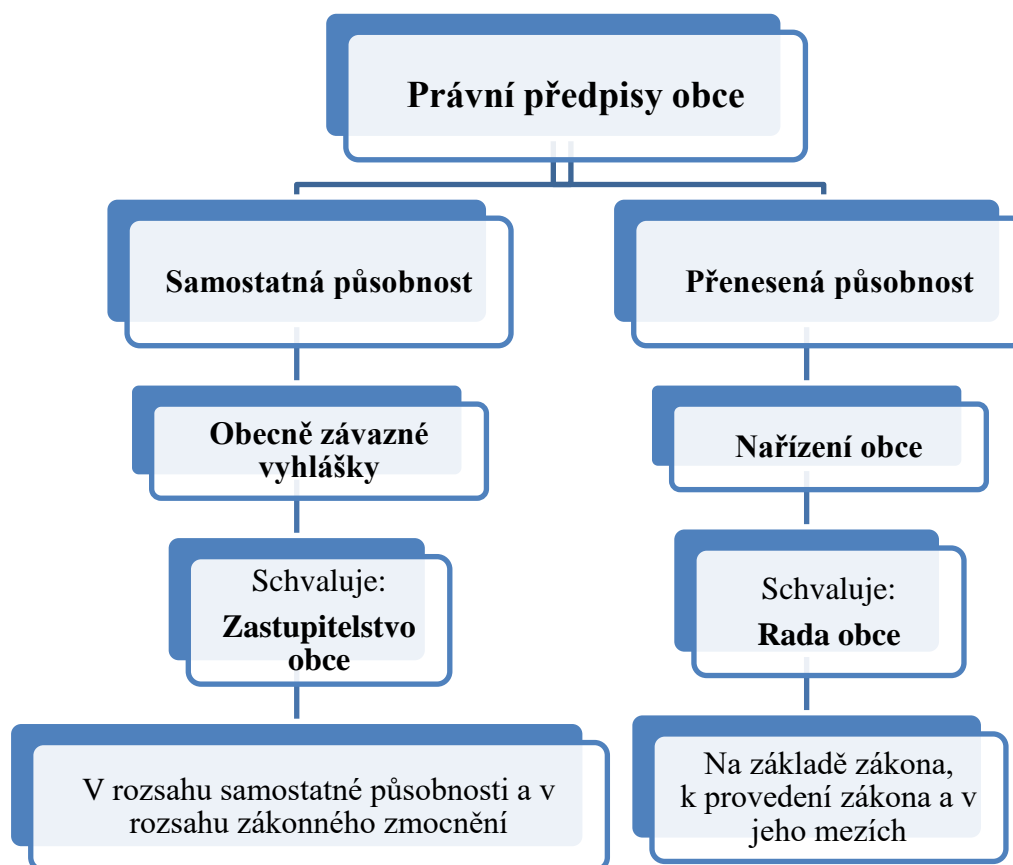 Právní předpisy obce
Samostatná působnost
Přenesená působnost
Obecně závazné
vyhlášky
Nařízení obce
Schvaluje:
Zastupitelstvo
obce
Schvaluje:
Rada obce
V rozsahu samostatné působnosti a v
rozsahu zákonného zmocnění
Na základě zákona,
k provedení zákona a v
jeho mezích